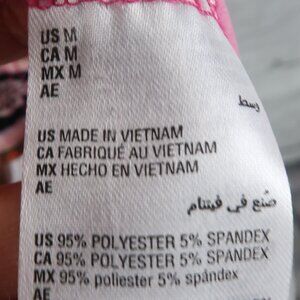 US M
CA M
MX M
AE
وسط
US MADE IN VIETNAM
CA FABRIQUÉ AU VIETNAM
MX HECHO EN VIETNAM
AE
صُنع في فيتنام
US 95% POLYESTER 5% SPANDEX
CA 95% POLYESTER 5% SPANDEX
MX 95% poliester 5% spándex
AE